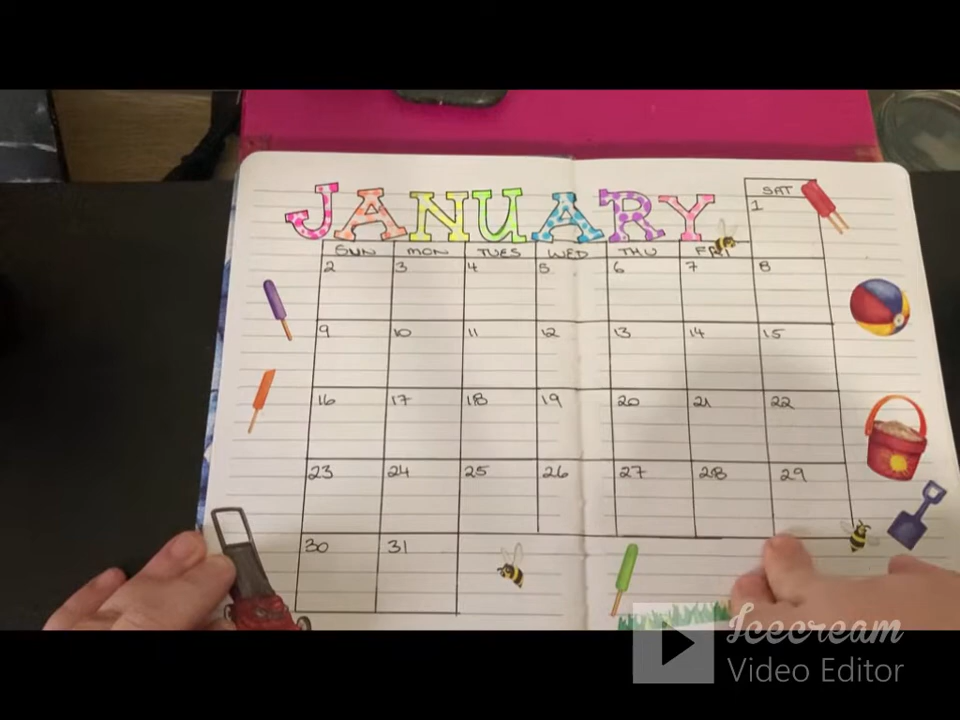 JANUARY
SAT
1
SUN MON TUES WED THU FRI
2 3 4 5 6 7 8
9 10 11 12 13 14 15
16 17 18 19 20 21 22
23 24 25 26 27 28 29
30 31
Icecream
Video Editor